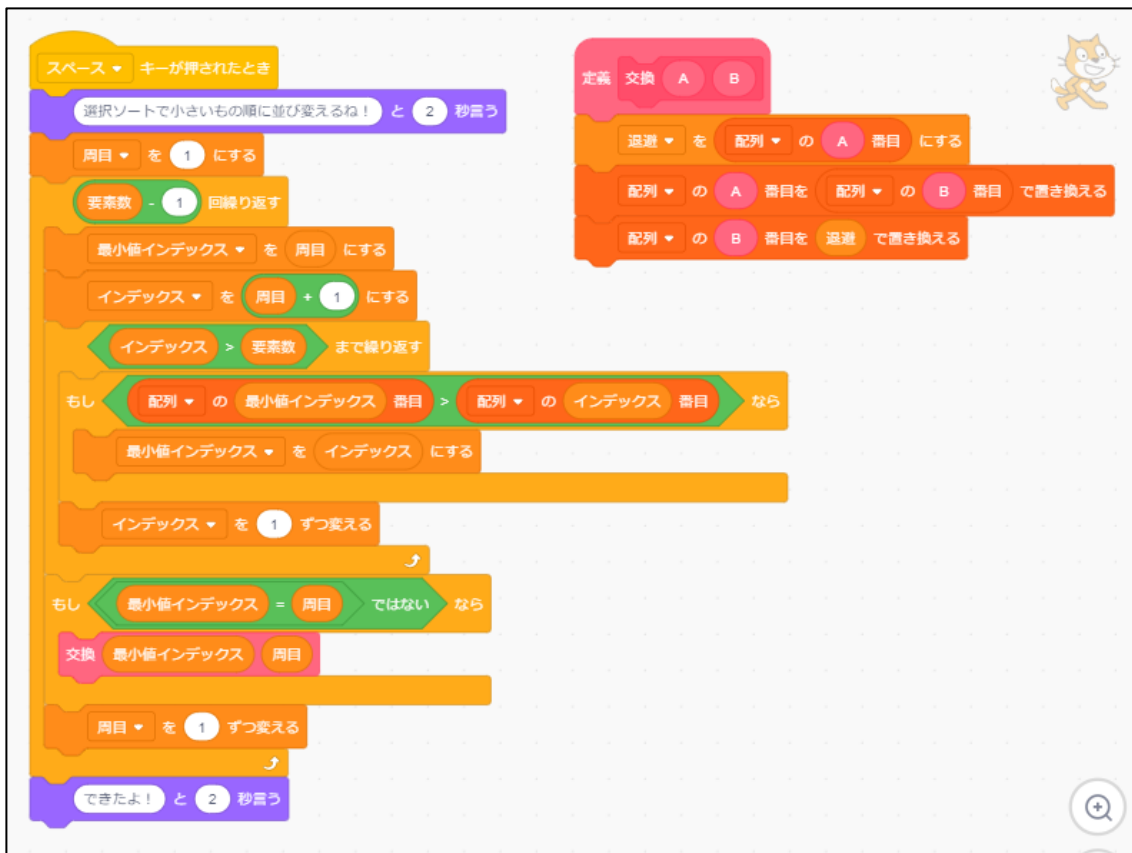 スペース キーが押されたとき
選択ソートで小さいもの順に並び変えるね! と 2 秒言う
周目 を 1 にする
要素数 - 1 回繰り返す
最小値インデックス を 周目 にする
インデックス を 周目 + 1 にする
インデックス > 要素数 まで繰り返す
もし 配列 の 最小値インデックス 番目 > 配列 の インデックス 番目 なら
最小値インデックス を インデックス にする
インデックス を 1 ずつ変える
もし 最小値インデックス = 周目 ではない なら
交換 最小値インデックス 周目
周目 を 1 ずつ変える
できたよ! と 2 秒言う
定義 交換 A B
退避 を 配列 の A 番目 にする
配列 の A 番目を 配列 の B 番目 で置き換える
配列 の B 番目を 退避 で置き換える